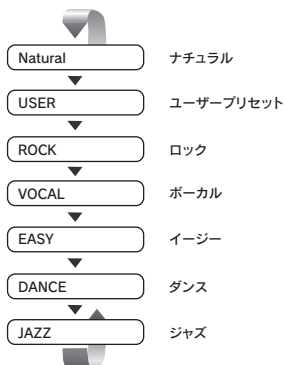 Natural ナチュラル
USER ユーザープリセット
ROCK ロック
VOCAL ボーカル
EASY イージー
DANCE ダンス
JAZZ ジャズ